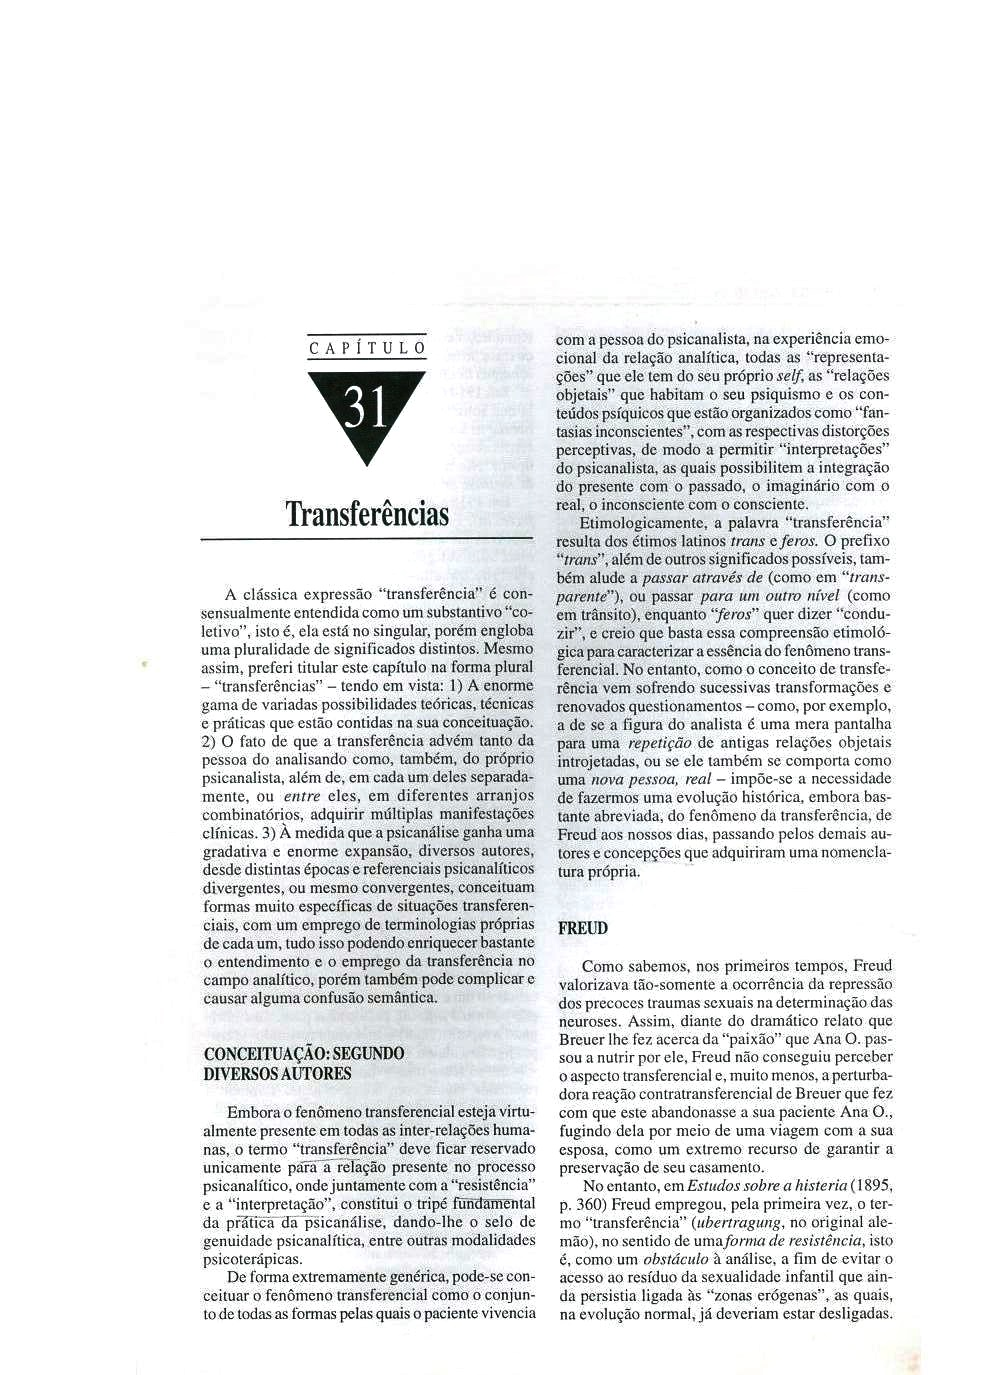 CAPÍTULO
31
Transferências
A clássica expressão “transferência” é con-
sensualmente entendida como um substantivo “co-
letivo”, isto é, ela está no singular, porém engloba
uma pluralidade de significados distintos. Mesmo
assim, preferi titular este capítulo na forma plural
– “transferências” – tendo em vista: 1) A enorme
gama de variadas possibilidades teóricas, técnicas
e práticas que estão contidas na sua conceituação.
2) O fato de que a transferência advém tanto da
pessoa do analisando como, também, do próprio
psicanalista, além de, em cada um deles separada-
mente, ou entre eles, em diferentes arranjos
combinatórios, adquirir múltiplas manifestações
clínicas. 3) À medida que a psicanálise ganha uma
gradativa e enorme expansão, diversos autores,
desde distintas épocas e referenciais psicanalíticos
divergentes, ou mesmo convergentes, conceituam
formas muito específicas de situações transferen-
ciais, com um emprego de terminologias próprias
de cada um, tudo isso podendo enriquecer bastante
o entendimento e o emprego da transferência no
campo analítico, porém também pode complicar e
causar alguma confusão semântica.
CONCEITUAÇÃO: SEGUNDO
DIVERSOS AUTORES
Embora o fenômeno transferencial esteja virtu-
almente presente em todas as inter-relações huma-
nas, o termo “transferência” deve ficar reservado
unicamente para a relação presente no processo
psicanalítico, onde juntamente com a “resistência”
e a “interpretação”, constitui o tripé fundamental
da prática da psicanálise, dando-lhe o selo de
genuidade psicanalítica, entre outras modalidades
psicoterápicas.
De forma extremamente genérica, pode-se con-
ceituar o fenômeno transferencial como o conjun-
to de todas as formas pelas quais o paciente vivencia
com a pessoa do psicanalista, na experiência emo-
cional da relação analítica, todas as “representa-
ções” que ele tem do seu próprio self, as “relações
objetais” que habitam o seu psiquismo e os con-
teúdos psíquicos que estão organizados como “fan-
tasias inconscientes”, com as respectivas distorções
perceptivas, de modo a permitir “interpretações”
do psicanalista, as quais possibilitem a integração
do presente com o passado, o imaginário com o
real, o inconsciente com o consciente.
Etimologicamente, a palavra “transferência”
resulta dos étimos latinos trans e feros. O prefixo
“trans”, além de outros significados possíveis, tam-
bém alude a passar através de (como em “trans-
parente”), ou passar para um outro nível (como
em trânsito), enquanto “feros” quer dizer “condu-
zir”, e creio que basta essa compreensão etimoló-
gica para caracterizar a essência do fenômeno trans-
ferencial. No entanto, como o conceito de transfe-
rência vem sofrendo sucessivas transformações e
renovados questionamentos – como, por exemplo,
a de se a figura do analista é uma mera pantalha
para uma repetição de antigas relações objetais
introjetadas, ou se ele também se comporta como
uma nova pessoa, real – impõe-se a necessidade
de fazermos uma evolução histórica, embora bas-
tante abreviada, do fenômeno da transferência, de
Freud aos nossos dias, passando pelos demais au-
tores e concepções que adquiriram uma nomencla-
tura própria.
FREUD
Como sabemos, nos primeiros tempos, Freud
valorizava tão-somente a ocorrência da repressão
dos precoces traumas sexuais na determinação das
neuroses. Assim, diante do dramático relato que
Breuer lhe fez acerca da “paixão” que Ana O. pas-
sou a nutrir por ele, Freud não conseguiu perceber
o aspecto transferencial e, muito menos, a perturba-
dora reação contratransferencial de Breuer que fez
com que este abandonasse a sua paciente Ana O.,
fugindo dela por meio de uma viagem com a sua
esposa, como um extremo recurso de garantir a
preservação de seu casamento.
No entanto, em Estudos sobre a histeria (1895,
p. 360) Freud empregou, pela primeira vez, o ter-
mo “transferência” (ubertragung, no original ale-
mão), no sentido de uma forma de resistência, isto
é, como um obstáculo à análise, a fim de evitar o
acesso ao resíduo da sexualidade infantil que ain-
da persistia ligada às “zonas erógenas”, as quais,
na evolução normal, já deveriam estar desligadas.